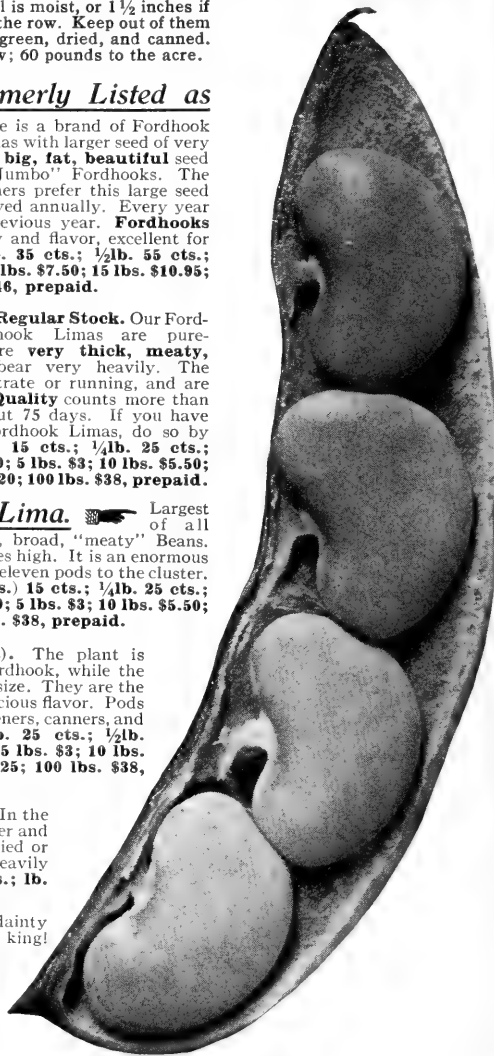 l is moist, or 1½ inches if
the row. Keep out of them
green, dried, and canned.
w; 60 pounds to the acre.
merly Listed as
e is a brand of Fordhook
as with larger seed of very
big, fat, beautiful seed
Jumbo" Fordhooks. The
ners prefer this large seed
ved annually. Every year
evious year. Fordhooks
y and flavor, excellent for
. 35 cts.; ½lb. 55 cts.;
lbs. $7.50; 15 lbs. $10.95;
46, prepaid.
Regular Stock. Our Ford-
hook Limas are pure-
re very thick, meaty,
bear very heavily. The
trate or running, and are
Quality counts more than
ut 75 days. If you have
ordhook Limas, do so by
15 cts.; ¼lb. 25 cts.;
0; 5 lbs. $3; 10 lbs. $5.50;
20; 100 lbs. $38, prepaid.
Lima. Largest
of all
, broad, "meaty" Beans.
es high. It is an enormous
eleven pods to the cluster.
s.) 15 cts.; ¼lb. 25 cts.;
0; 5 lbs. $3; 10 lbs. $5.50;
. $38, prepaid.
). The plant is
rdhook, while the
size. They are the
cious flavor. Pods
eners, canners, and
b. 25 cts.; ½lb.
5 lbs. $3; 10 lbs.
25; 100 lbs. $38,
In the
er and
ied or
eavily
s.; lb.
dainty
king!